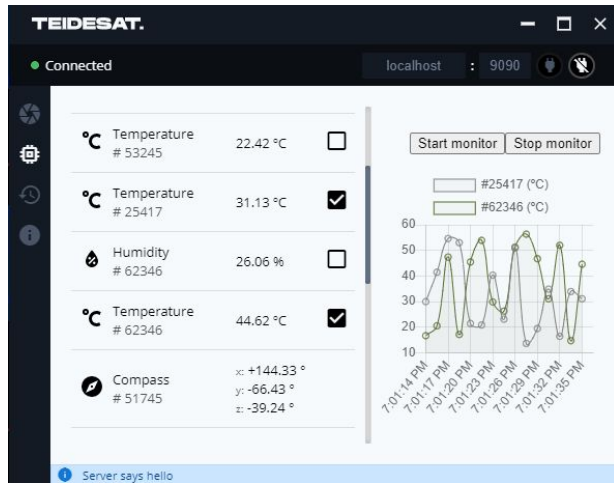 TEIDESAT.
Connected
localhost : 9090
°C Temperature
# 53245
22.42 °C
°C Temperature
# 25417
31.13 °C
Humidity
# 62346
26.06 %
°C Temperature
# 62346
44.62 °C
Compass
# 51745
x: +144.33 °
y: -66.43 °
z: -39.24 °
Start monitor Stop monitor
#25417 (°C)
#62346 (°C)
60
50
40
30
20
10
7:01:14 PM
7:01:17 PM
7:01:20 PM
7:01:23 PM
7:01:26 PM
7:01:29 PM
7:01:32 PM
7:01:35 PM
Server says hello